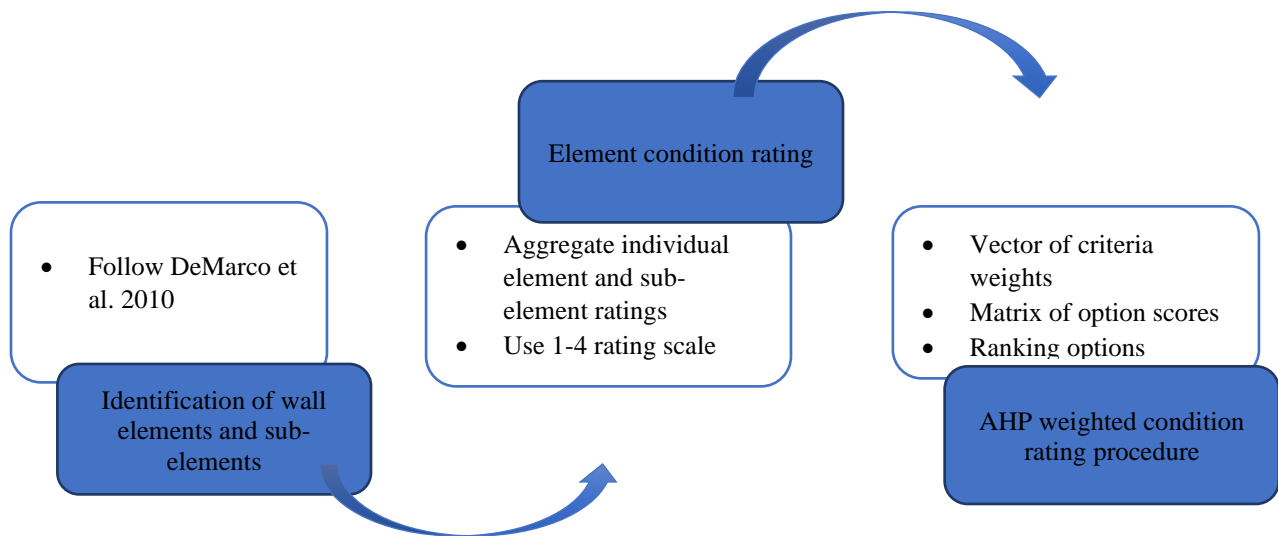 • Follow DeMarco et
al. 2010
Identification of wall
elements and sub-
elements
Element condition rating
• Aggregate individual
element and sub-
element ratings
• Use 1-4 rating scale
• Vector of criteria
weights
• Matrix of option scores
• Ranking options
AHP weighted condition
rating procedure